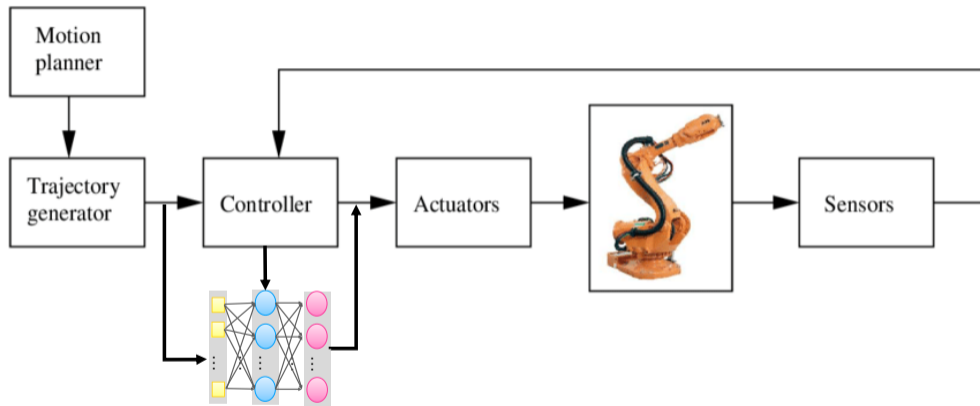 Motion
planner
Trajectory
generator
Controller
Actuators
Sensors